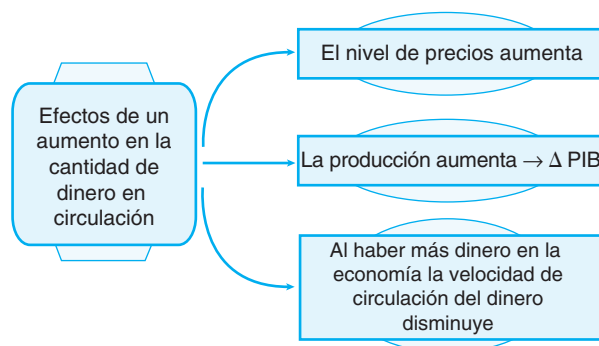 Efectos de un
aumento en la
cantidad de
dinero en
circulación
El nivel de precios aumenta
La producción aumenta → Δ PIB
Al haber más dinero en la
economía la velocidad de
circulación del dinero
disminuye